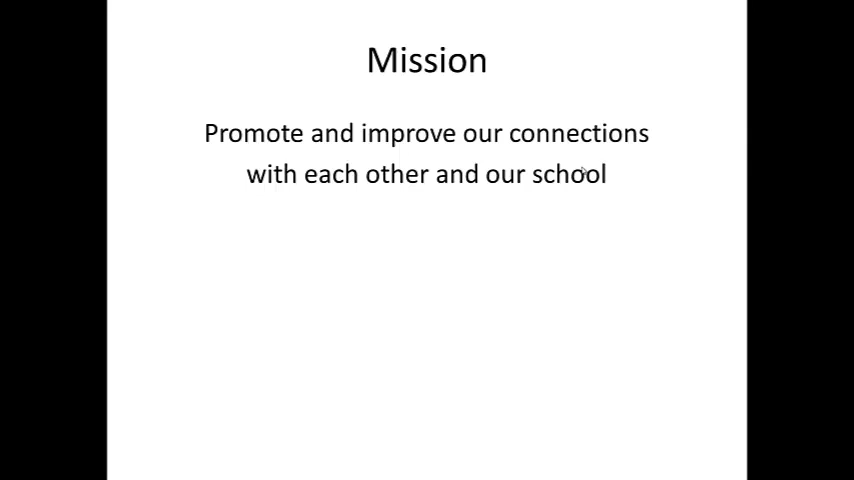 Mission
Promote and improve our connections
with each other and our school